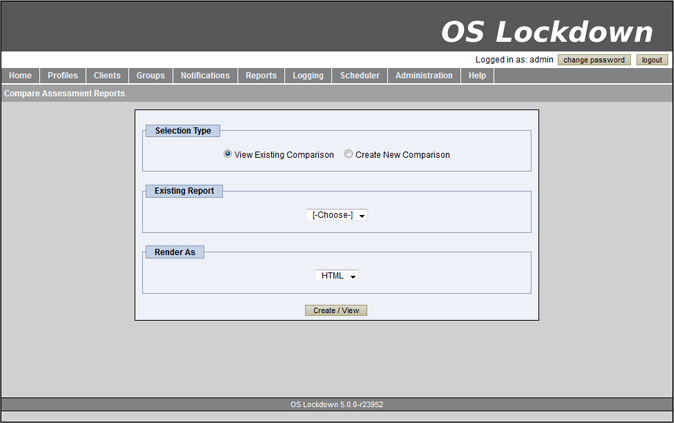 OS Lockdown
Logged in as: admin change password logout
Home Profiles Clients Groups Notifications Reports Logging Scheduler Administration Help
Compare Assessment Reports
Selection Type
View Existing Comparison Create New Comparison
Existing Report
[-Choose-]
Render As
HTML
Create / View
OS Lockdown 5.0.0-r23952